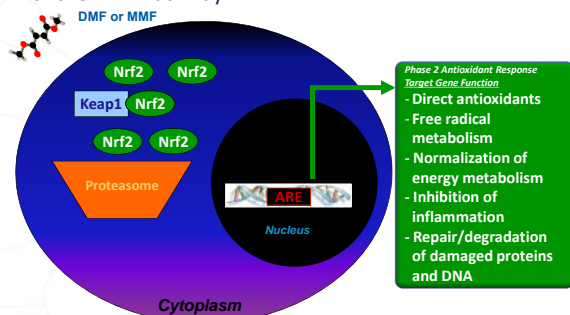 DMF or MMF
Nrf2
Nrf2
Keap1
Nrf2
Nrf2
Nrf2
Proteasome
ARE
Nucleus
Cytoplasm
Phase 2 Antioxidant Response
Target Gene Function
- Direct antioxidants
- Free radical
metabolism
- Normalization of
energy metabolism
- Inhibition of
inflammation
- Repair/degradation
of damaged proteins
and DNA